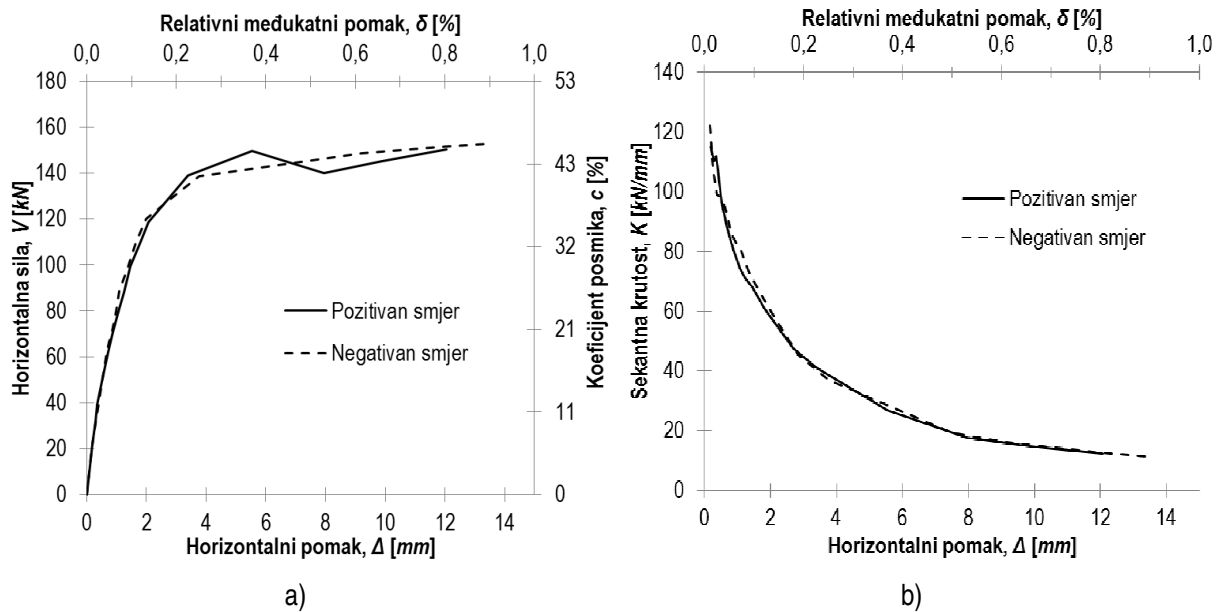 Relativni međukatni pomak, δ [%]
0,0 0,2 0,4 0,6 0,8 1,0
180 160 140 120 100 80 60 40 20 0
Horizontalna sila, V [kN]
53 43 32 21 11 0
Koeficijent posmika, c [%]
Pozitivan smjer
Negativan smjer
0 2 4 6 8 10 12 14
Horizontalni pomak, Δ [mm]
a)
Relativni međukatni pomak, δ [%]
0,0 0,2 0,4 0,6 0,8 1,0
140 120 100 80 60 40 20 0
Sekantna krutost, K [kN/mm]
Pozitivan smjer
Negativan smjer
0 2 4 6 8 10 12 14
Horizontalni pomak, Δ [mm]
b)